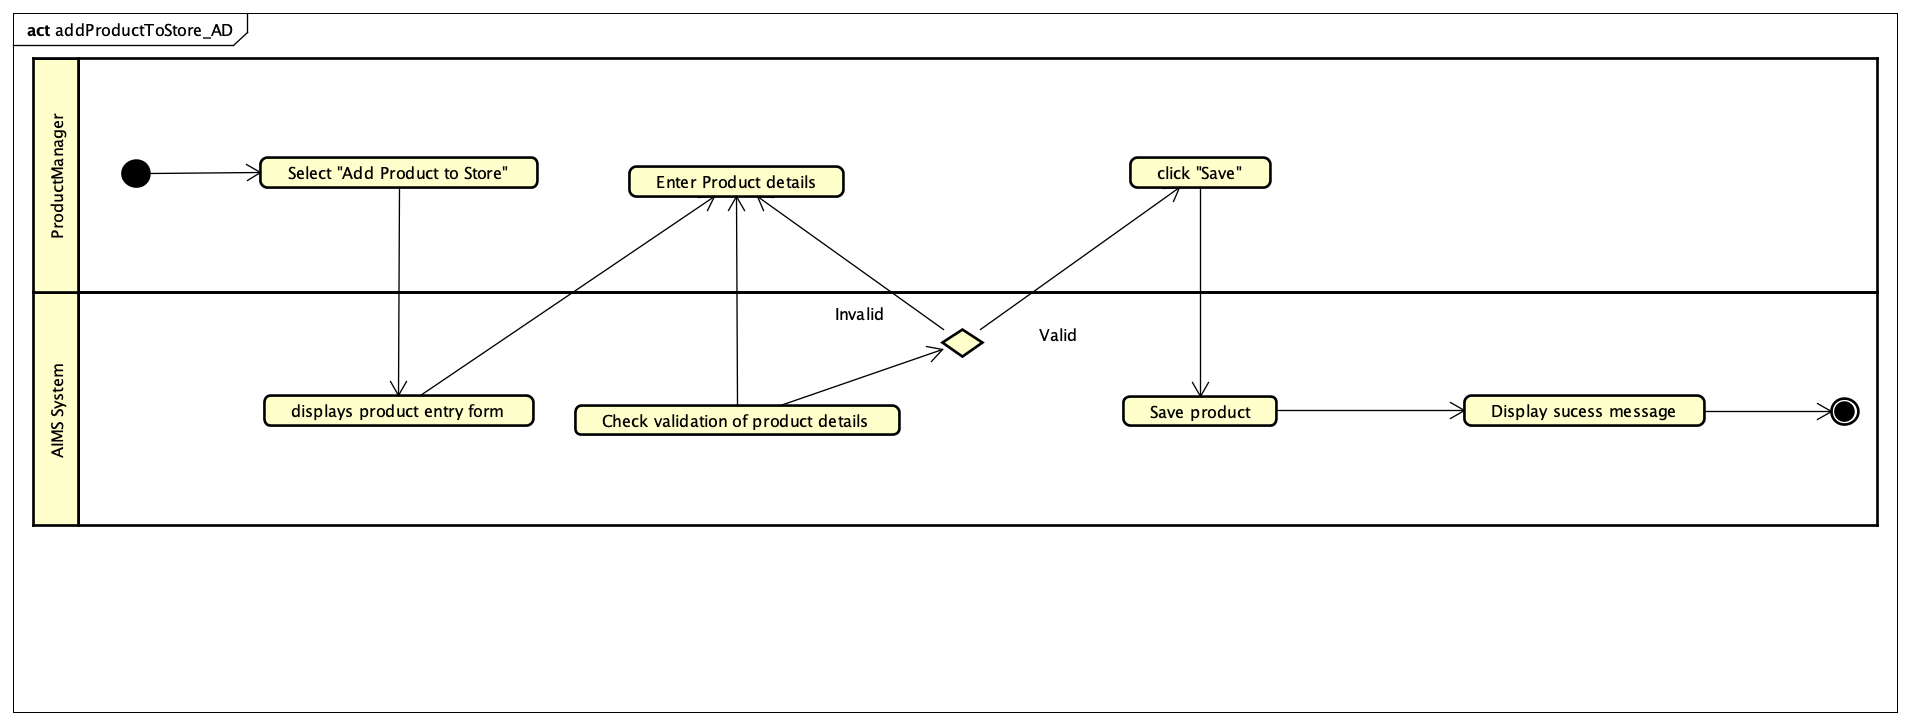 act addProductToStore_AD
ProductManager
Select "Add Product to Store"
Enter Product details
click "Save"
AIMS System
Invalid
Valid
displays product entry form
Check validation of product details
Save product
Display sucess message